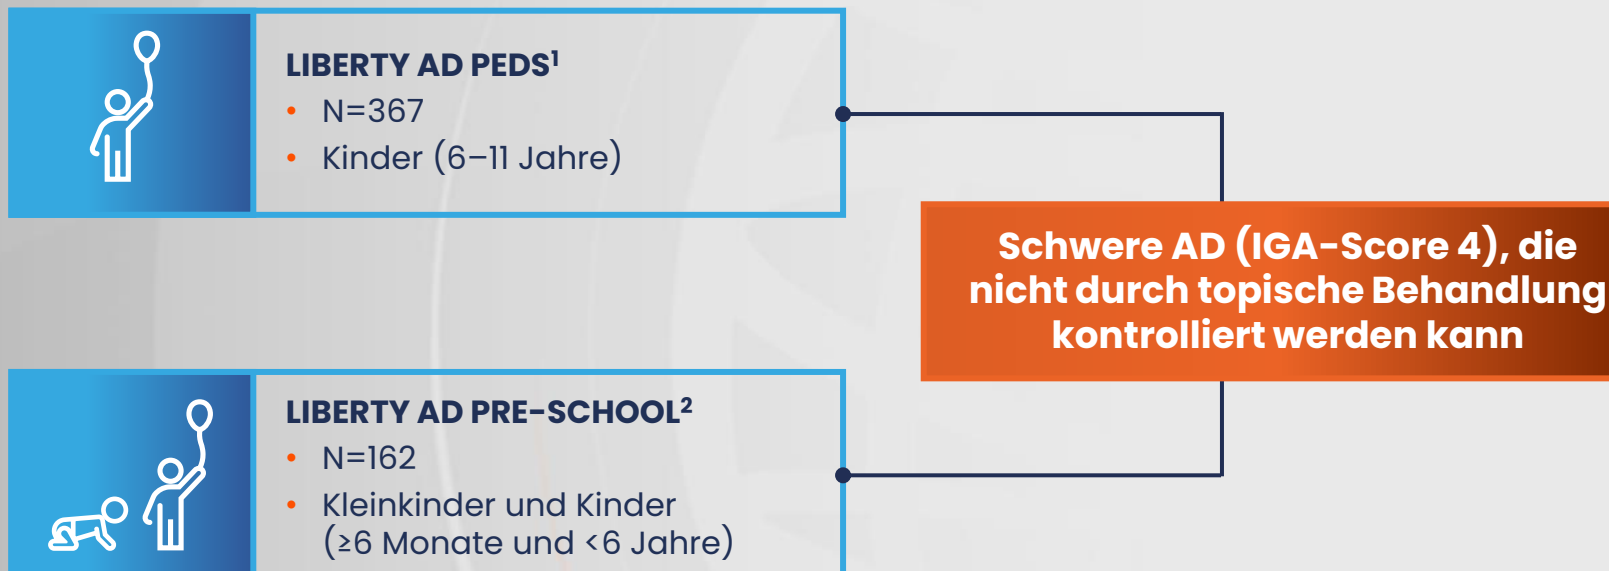 LIBERTY AD PEDS¹
• N=367
• Kinder (6–11 Jahre)
Schwere AD (IGA-Score 4), die
nicht durch topische Behandlung
kontrolliert werden kann
LIBERTY AD PRE-SCHOOL²
• N=162
• Kleinkinder und Kinder
(≥6 Monate und <6 Jahre)